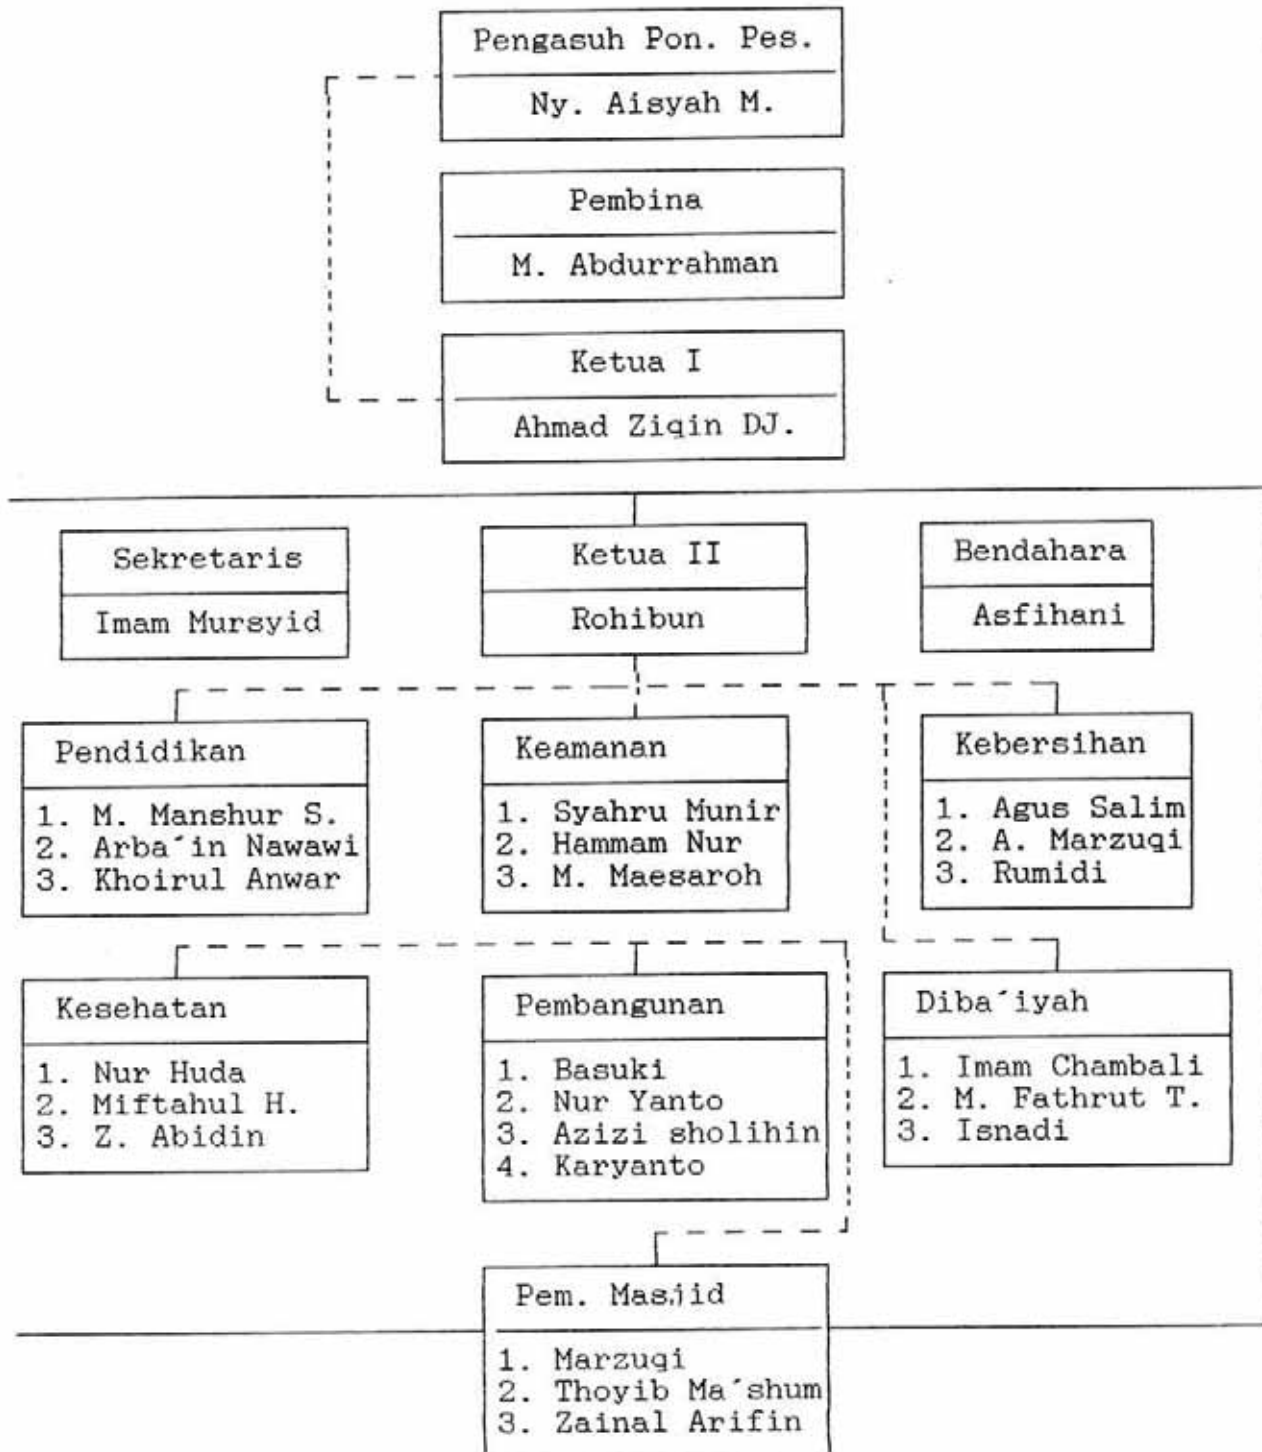 Pengasuh Pon. Pes.
Ny. Aisyah M.
Pembina
M. Abdurrahman
Ketua I
Ahmad Ziqin DJ.
Sekretaris
Imam Mursyid
Ketua II
Rohibun
Bendahara
Asfihani
Pendidikan
1. M. Manshur S.
2. Arba´in Nawawi
3. Khoirul Anwar
Keamanan
1. Syahru Munir
2. Hammam Nur
3. M. Maesaroh
Kebersihan
1. Agus Salim
2. A. Marzuqi
3. Rumidi
Kesehatan
1. Nur Huda
2. Miftahul H.
3. Z. Abidin
Pembangunan
1. Basuki
2. Nur Yanto
3. Azizi sholihin
4. Karyanto
Diba´iyah
1. Imam Chambali
2. M. Fathrut T.
3. Isnadi
Pem. Masjid
1. Marzuqi
2. Thoyib Ma´shum
3. Zainal Arifin